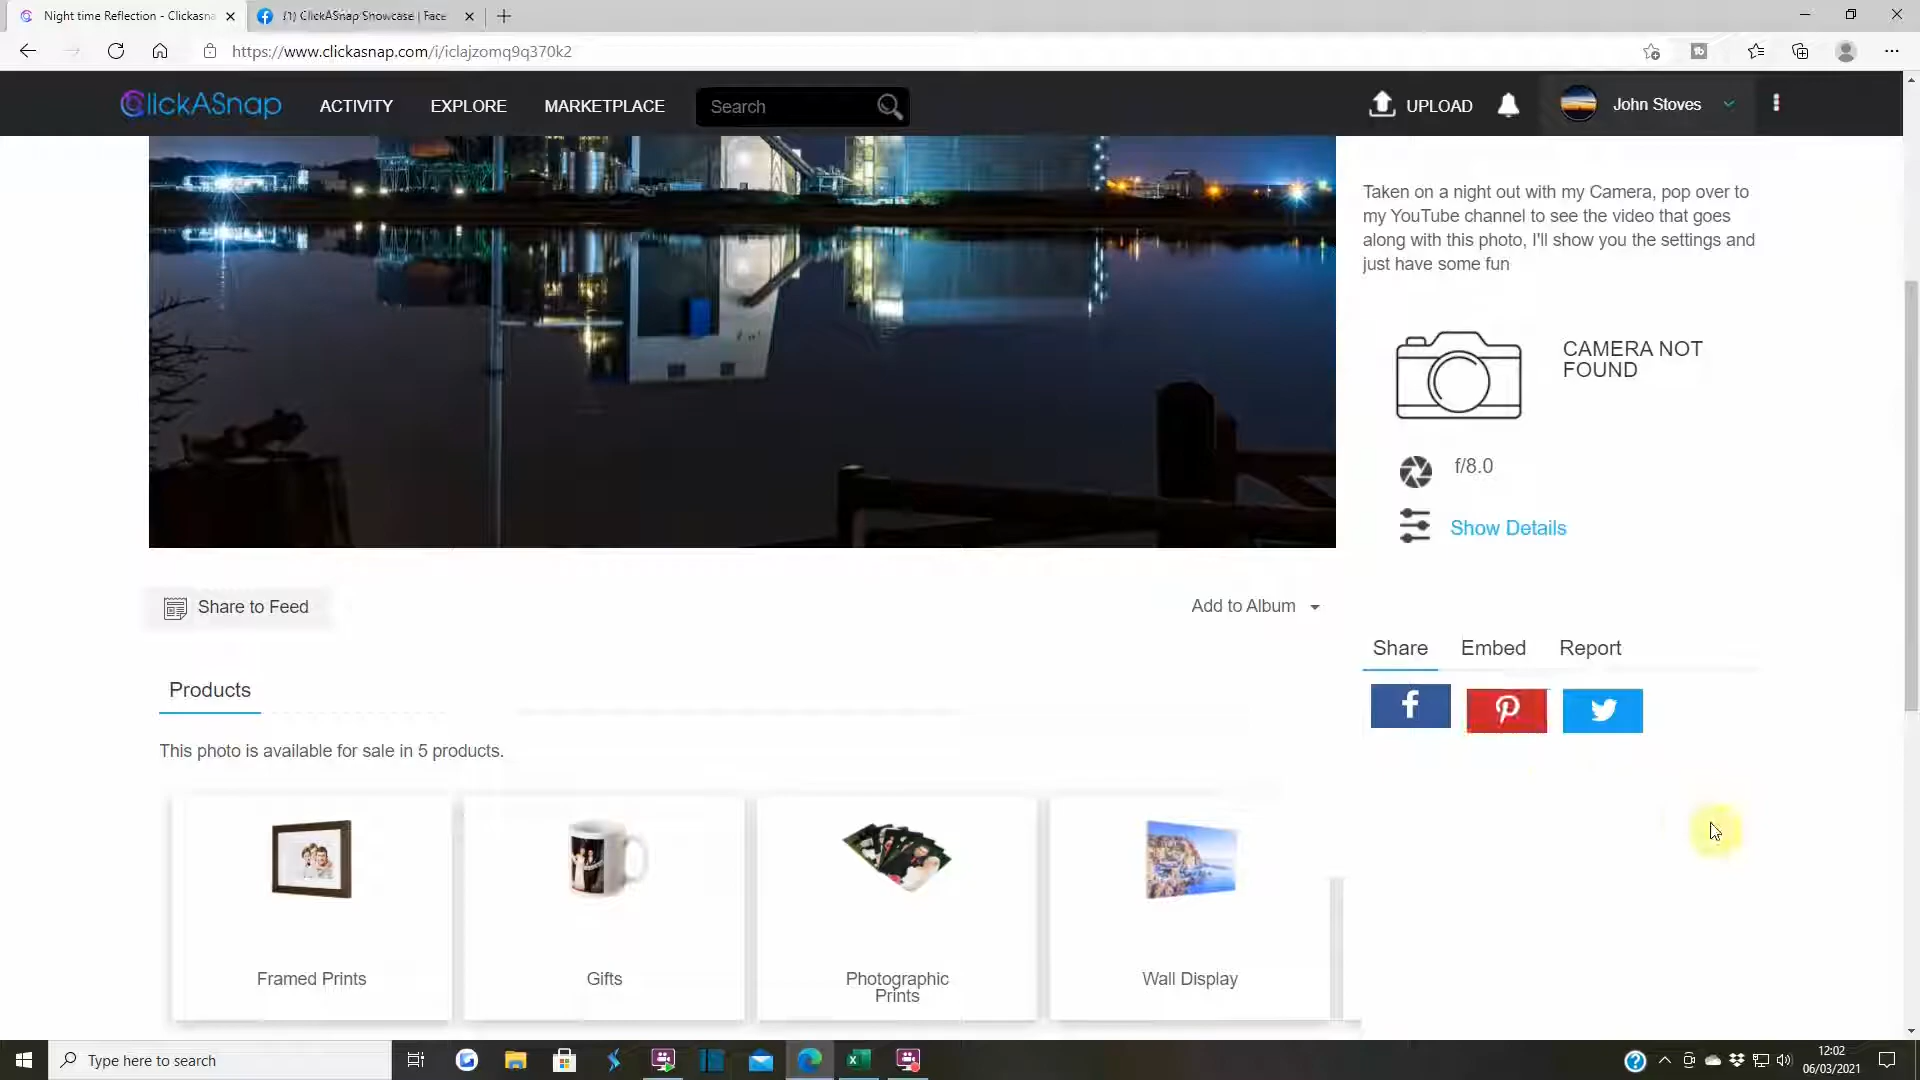 Night time Reflection - Clickasna
(1) ClickASnap Showcase | Face
https://www.clickasnap.com/i/iclajzomq9q370k2
ClickASnap
ACTIVITY
EXPLORE
MARKETPLACE
Search
UPLOAD
John Stoves
Taken on a night out with my Camera, pop over to
my YouTube channel to see the video that goes
along with this photo, I'll show you the settings and
just have some fun
CAMERA NOT
FOUND
f/8.0
Show Details
Share to Feed
Add to Album
Share
Embed
Report
Products
This photo is available for sale in 5 products.
Framed Prints
Gifts
Photographic
Prints
Wall Display
Type here to search
12:02
06/03/2021